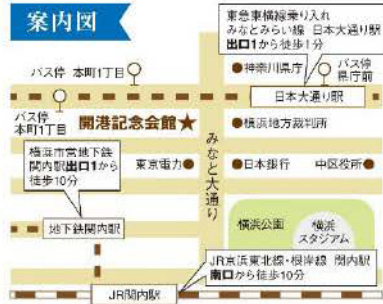 案内図
東急東横線乗り入れ
みなとみらい線 日本大通り駅
出口1から徒歩1分
バス停 本町1丁目
神奈川県庁
バス停
県庁前
日本大通り駅
バス停
本町1丁目
開港記念会館★
横浜地方裁判所
みなと大通り
横浜市営地下鉄
関内駅出口1から
徒歩10分
東京電力
日本銀行
中区役所
地下鉄関内駅
横浜公園
横浜
スタジアム
JR京浜東北線・根岸線 関内駅
南口から徒歩10分
JR関内駅